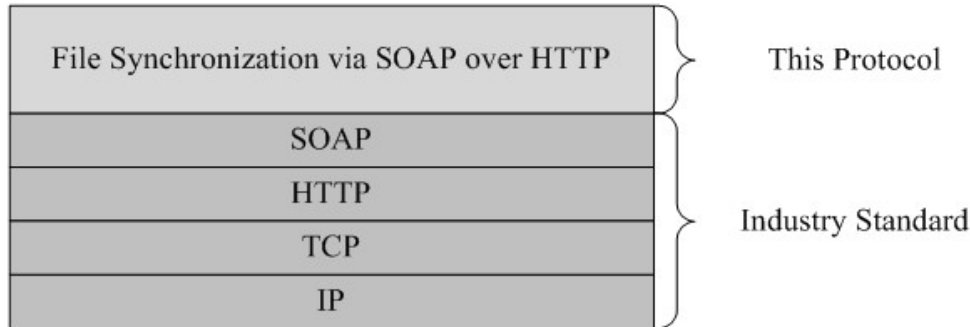 File Synchronization via SOAP over HTTP
This Protocol
SOAP
HTTP
TCP
IP
Industry Standard